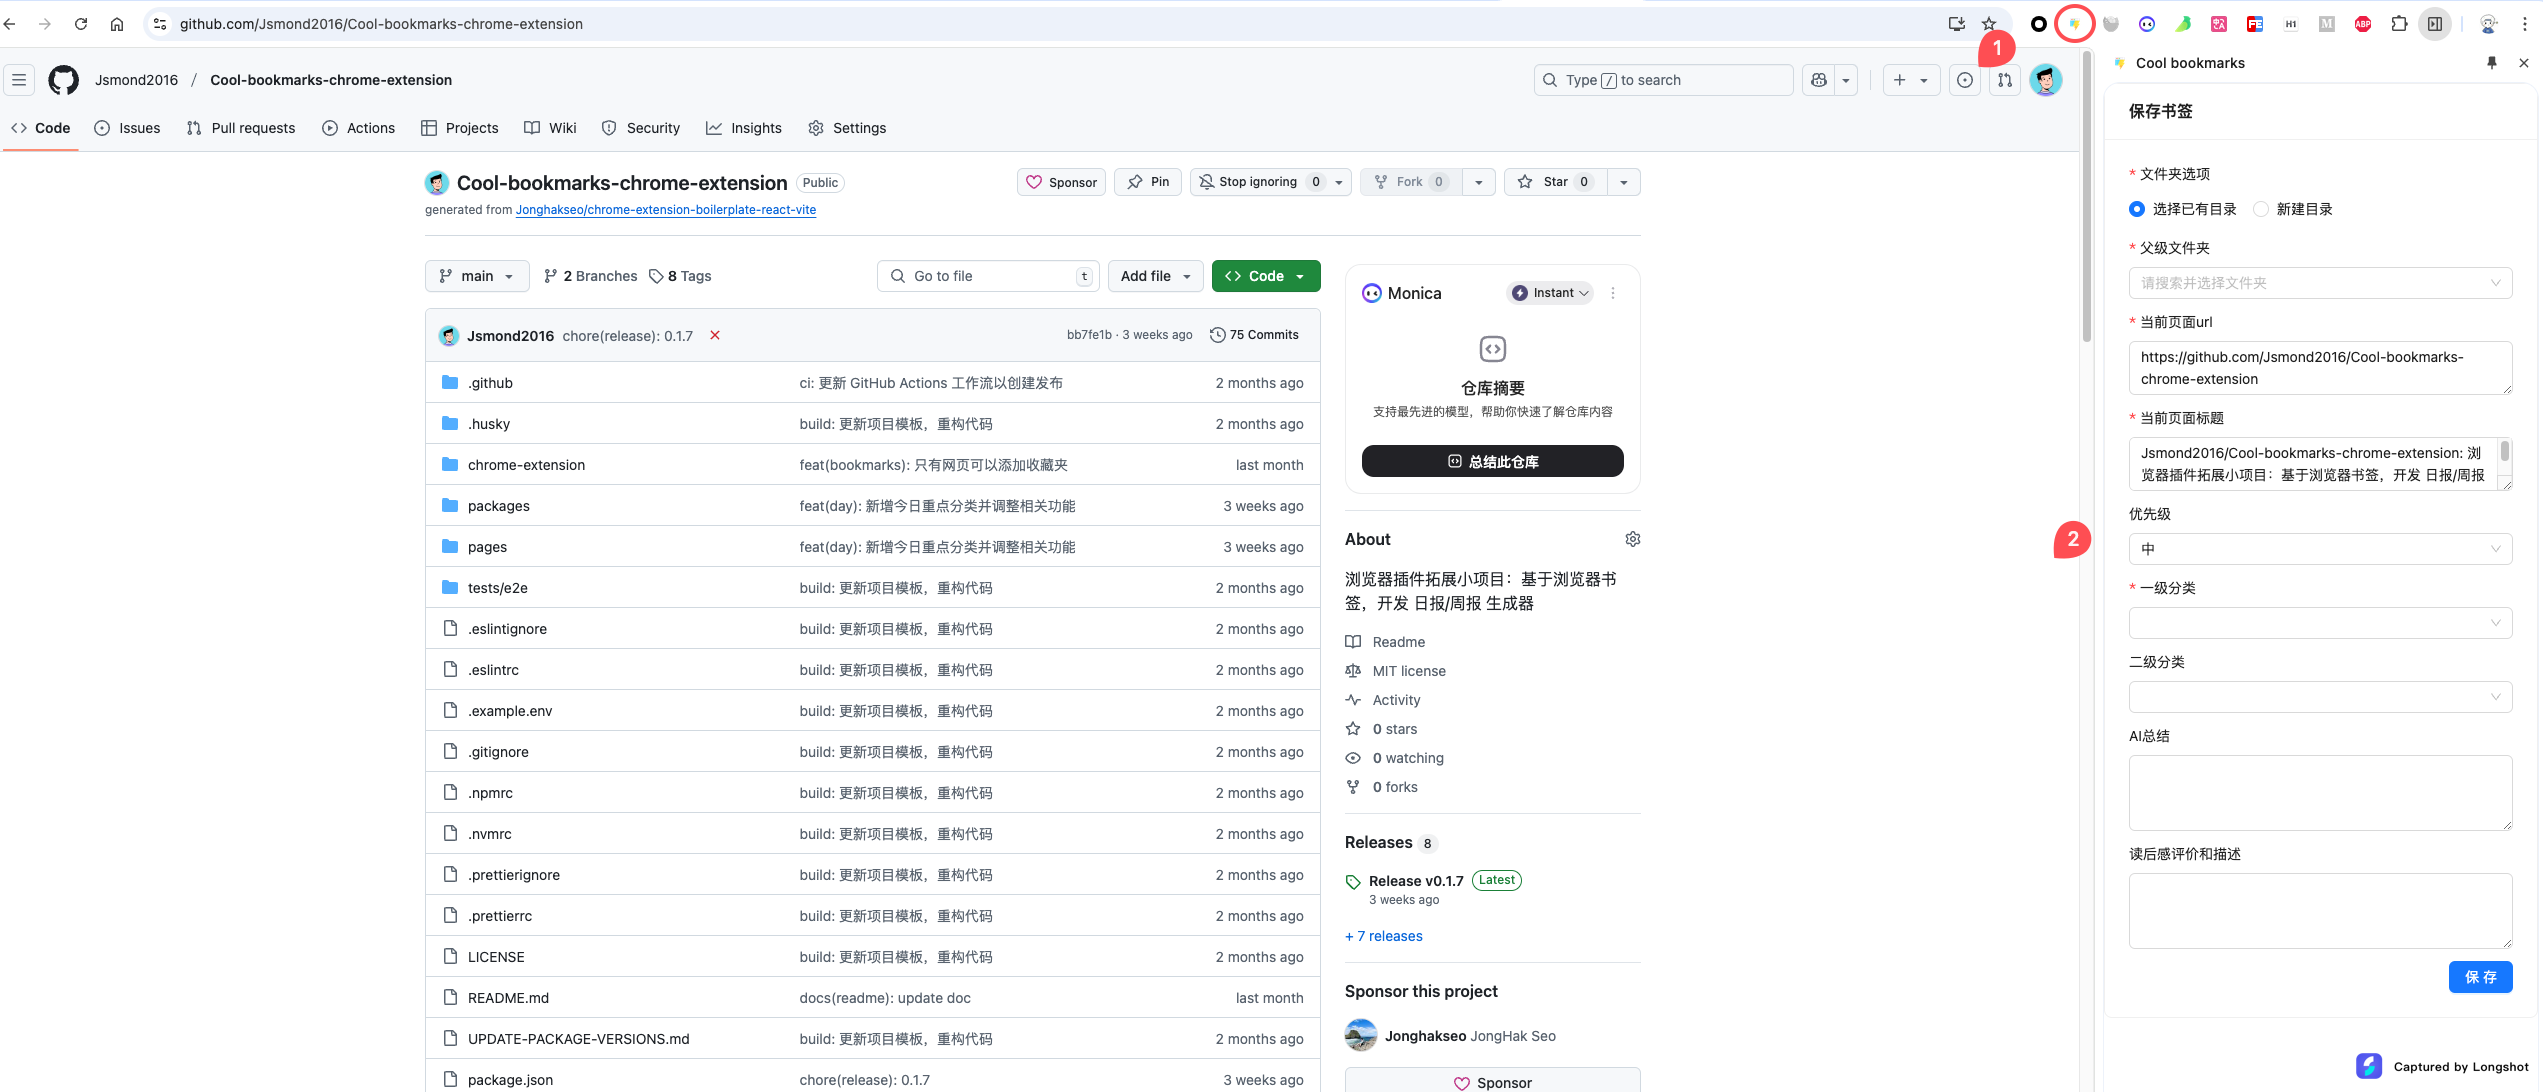 github.com/Jsmond2016/Cool-bookmarks-chrome-extension
H1
M
ABP
1
Jsmond2016 / Cool-bookmarks-chrome-extension
Type / to search
Code
Issues
Pull requests
Actions
Projects
Wiki
Security
Insights
Settings
Cool-bookmarks-chrome-extension Public
generated from Jonghakseo/chrome-extension-boilerplate-react-vite
Sponsor
Pin
Stop ignoring 0
Fork 0
Star 0
main
2 Branches
8 Tags
Go to file t
Add file
Code
Jsmond2016 chore(release): 0.1.7
bb7fe1b · 3 weeks ago
75 Commits
.github ci: 更新 GitHub Actions 工作流以创建发布 2 months ago
.husky build: 更新项目模板，重构代码 2 months ago
chrome-extension feat(bookmarks): 只有网页可以添加收藏夹 last month
packages feat(day): 新增今日重点分类并调整相关功能 3 weeks ago
pages feat(day): 新增今日重点分类并调整相关功能 3 weeks ago
tests/e2e build: 更新项目模板，重构代码 2 months ago
.eslintignore build: 更新项目模板，重构代码 2 months ago
.eslintrc build: 更新项目模板，重构代码 2 months ago
.example.env build: 更新项目模板，重构代码 2 months ago
.gitignore build: 更新项目模板，重构代码 2 months ago
.npmrc build: 更新项目模板，重构代码 2 months ago
.nvmrc build: 更新项目模板，重构代码 2 months ago
.prettierignore build: 更新项目模板，重构代码 2 months ago
.prettierrc build: 更新项目模板，重构代码 2 months ago
LICENSE build: 更新项目模板，重构代码 2 months ago
README.md docs(readme): update doc last month
UPDATE-PACKAGE-VERSIONS.md build: 更新项目模板，重构代码 2 months ago
package.json chore(release): 0.1.7 3 weeks ago
Monica
Instant
仓库摘要
支持最先进的模型，帮助你快速了解仓库内容
总结此仓库
About
浏览器插件拓展小项目：基于浏览器书
签，开发 日报/周报 生成器
Readme
MIT license
Activity
0 stars
0 watching
0 forks
Releases 8
Release v0.1.7 Latest
3 weeks ago
+ 7 releases
Sponsor this project
Jonghakseo JongHak Seo
Sponsor
2
Cool bookmarks
保存书签
* 文件夹选项
选择已有目录
新建目录
* 父级文件夹
请搜索并选择文件夹
* 当前页面url
https://github.com/Jsmond2016/Cool-bookmarks-
chrome-extension
* 当前页面标题
Jsmond2016/Cool-bookmarks-chrome-extension: 浏
览器插件拓展小项目：基于浏览器书签，开发 日报/周报
优先级
中
* 一级分类
二级分类
AI总结
读后感评价和描述
保 存
Captured by Longshot